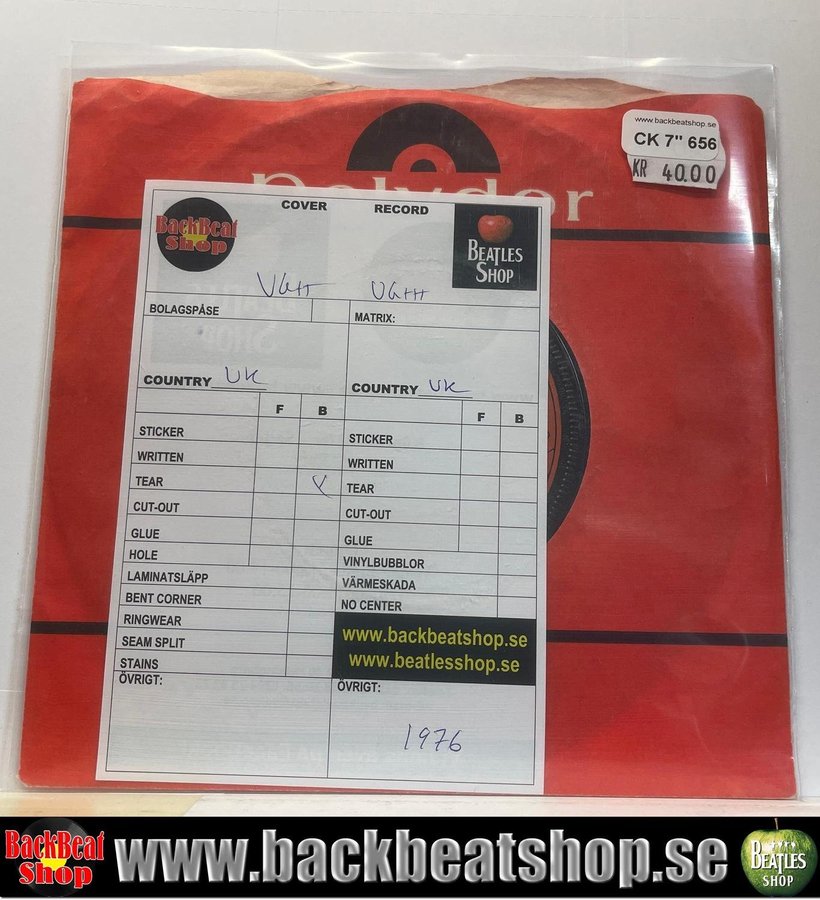 www.backbeatshop.se
CK 7" 656
KR 40.00
polydor
BackBeat
Shop
COVER
RECORD
BEATLES
SHOP
VG++
VG++
BOLAGSPÅSE
MATRIX:
COUNTRY UK
COUNTRY UK
F B
F B
STICKER
STICKER
WRITTEN
WRITTEN
TEAR X
TEAR
CUT-OUT
CUT-OUT
GLUE
GLUE
HOLE
VINYLBUBBLOR
LAMINATSLÄPP
VÄRMESKADA
BENT CORNER
NO CENTER
RINGWEAR
SEAM SPLIT
STAINS
www.backbeatshop.se
www.beatlesshop.se
ÖVRIGT:
ÖVRIGT:
1976
BackBeat
Shop
www.backbeatshop.se
BEATLES
SHOP